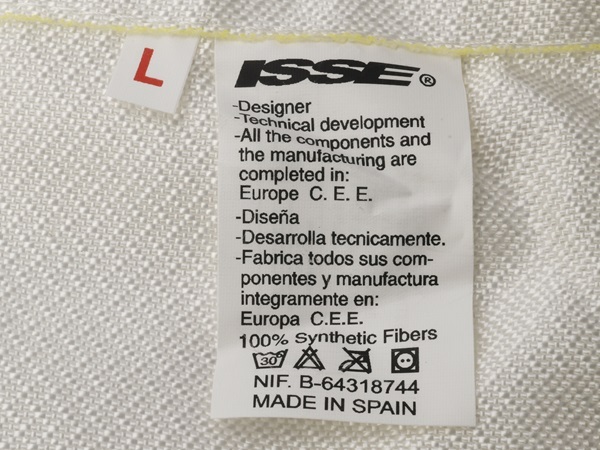 L
ISSE®
-Designer
-Technical development
-All the components and
the manufacturing are
completed in:
Europe C. E. E.
-Diseña
-Desarrolla tecnicamente.
-Fabrica todos sus com-
ponentes y manufactura
integramente en:
Europa C.E.E.
100% Synthetic Fibers
30°
NIF. B-64318744
MADE IN SPAIN